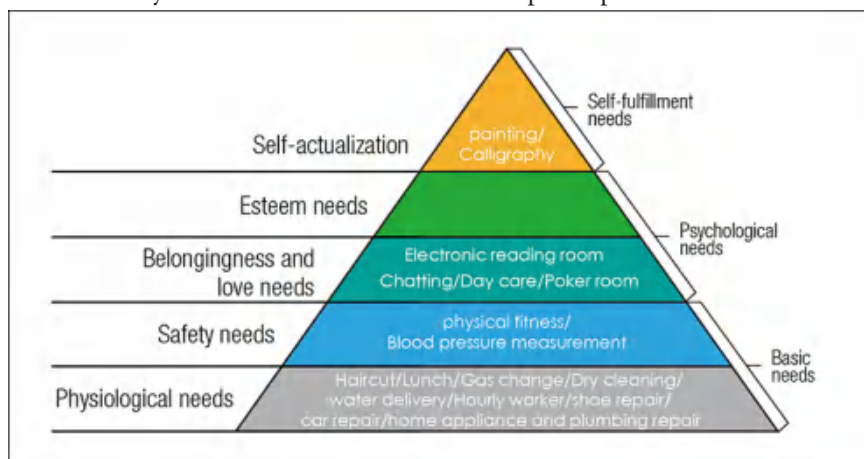 Self-fulfillment
needs
painting/
Calligraphy
Self-actualization
Esteem needs
Psychological
needs
Belongingness and
love needs
Electronic reading room
Chatting/Day care/Poker room
Safety needs
physical fitness/
Blood pressure measurement
Basic
needs
Physiological needs
Haircut/Lunch/Gas change/Dry cleaning/
water delivery/Hourly worker/shoe repair/
car repair/home appliance and plumbing repair